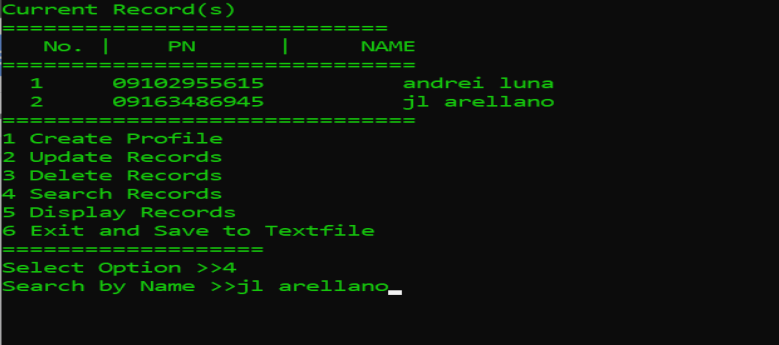 Current Record(s)
============================
No. | PN | NAME
==============================
1 09102955615 andrei luna
2 09163486945 jl arellano
==============================
1 Create Profile
2 Update Records
3 Delete Records
4 Search Records
5 Display Records
6 Exit and Save to Textfile
===================
Select Option >>4
Search by Name >>jl arellano